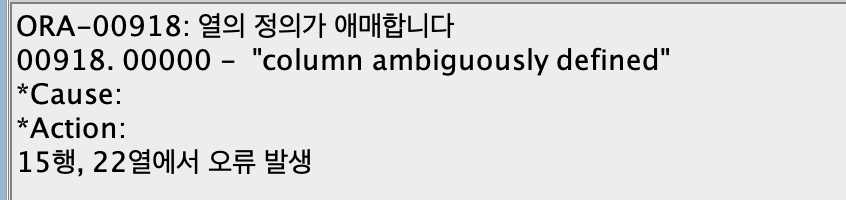 ORA-00918: 열의 정의가 애매합니다
00918. 00000 -  "column ambiguously defined"
*Cause:
*Action:
15행, 22열에서 오류 발생